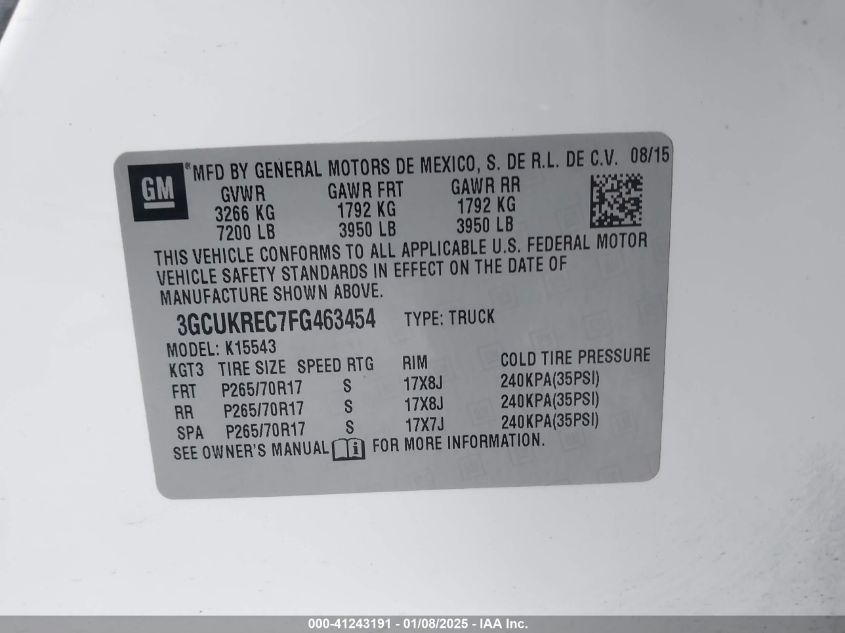 GM ® MFD BY GENERAL MOTORS DE MEXICO, S. DE R.L. DE C.V. 08/15
GVWR GAWR FRT GAWR RR
3266 KG 1792 KG 1792 KG
7200 LB 3950 LB 3950 LB
THIS VEHICLE CONFORMS TO ALL APPLICABLE U.S. FEDERAL MOTOR
VEHICLE SAFETY STANDARDS IN EFFECT ON THE DATE OF
MANUFACTURE SHOWN ABOVE.
3GCUKREC7FG463454 TYPE: TRUCK
MODEL: K15543
KGT3 TIRE SIZE SPEED RTG RIM COLD TIRE PRESSURE
FRT P265/70R17 S 17X8J 240KPA(35PSI)
RR P265/70R17 S 17X8J 240KPA(35PSI)
SPA P265/70R17 S 17X7J 240KPA(35PSI)
SEE OWNER'S MANUAL i FOR MORE INFORMATION.
000-41243191 - 01/08/2025 - IAA Inc.